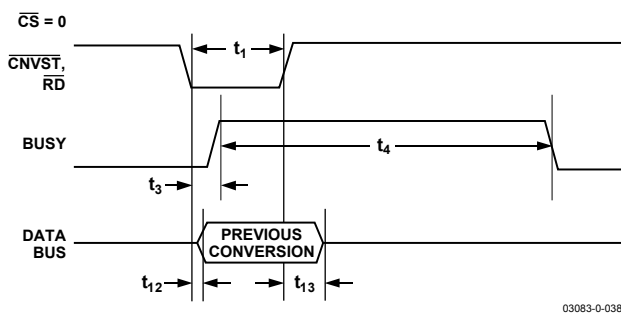 CS = 0
CNVST,
RD
t1
BUSY
t3
t4
DATA
BUS
PREVIOUS
CONVERSION
t12
t13
03083-0-038